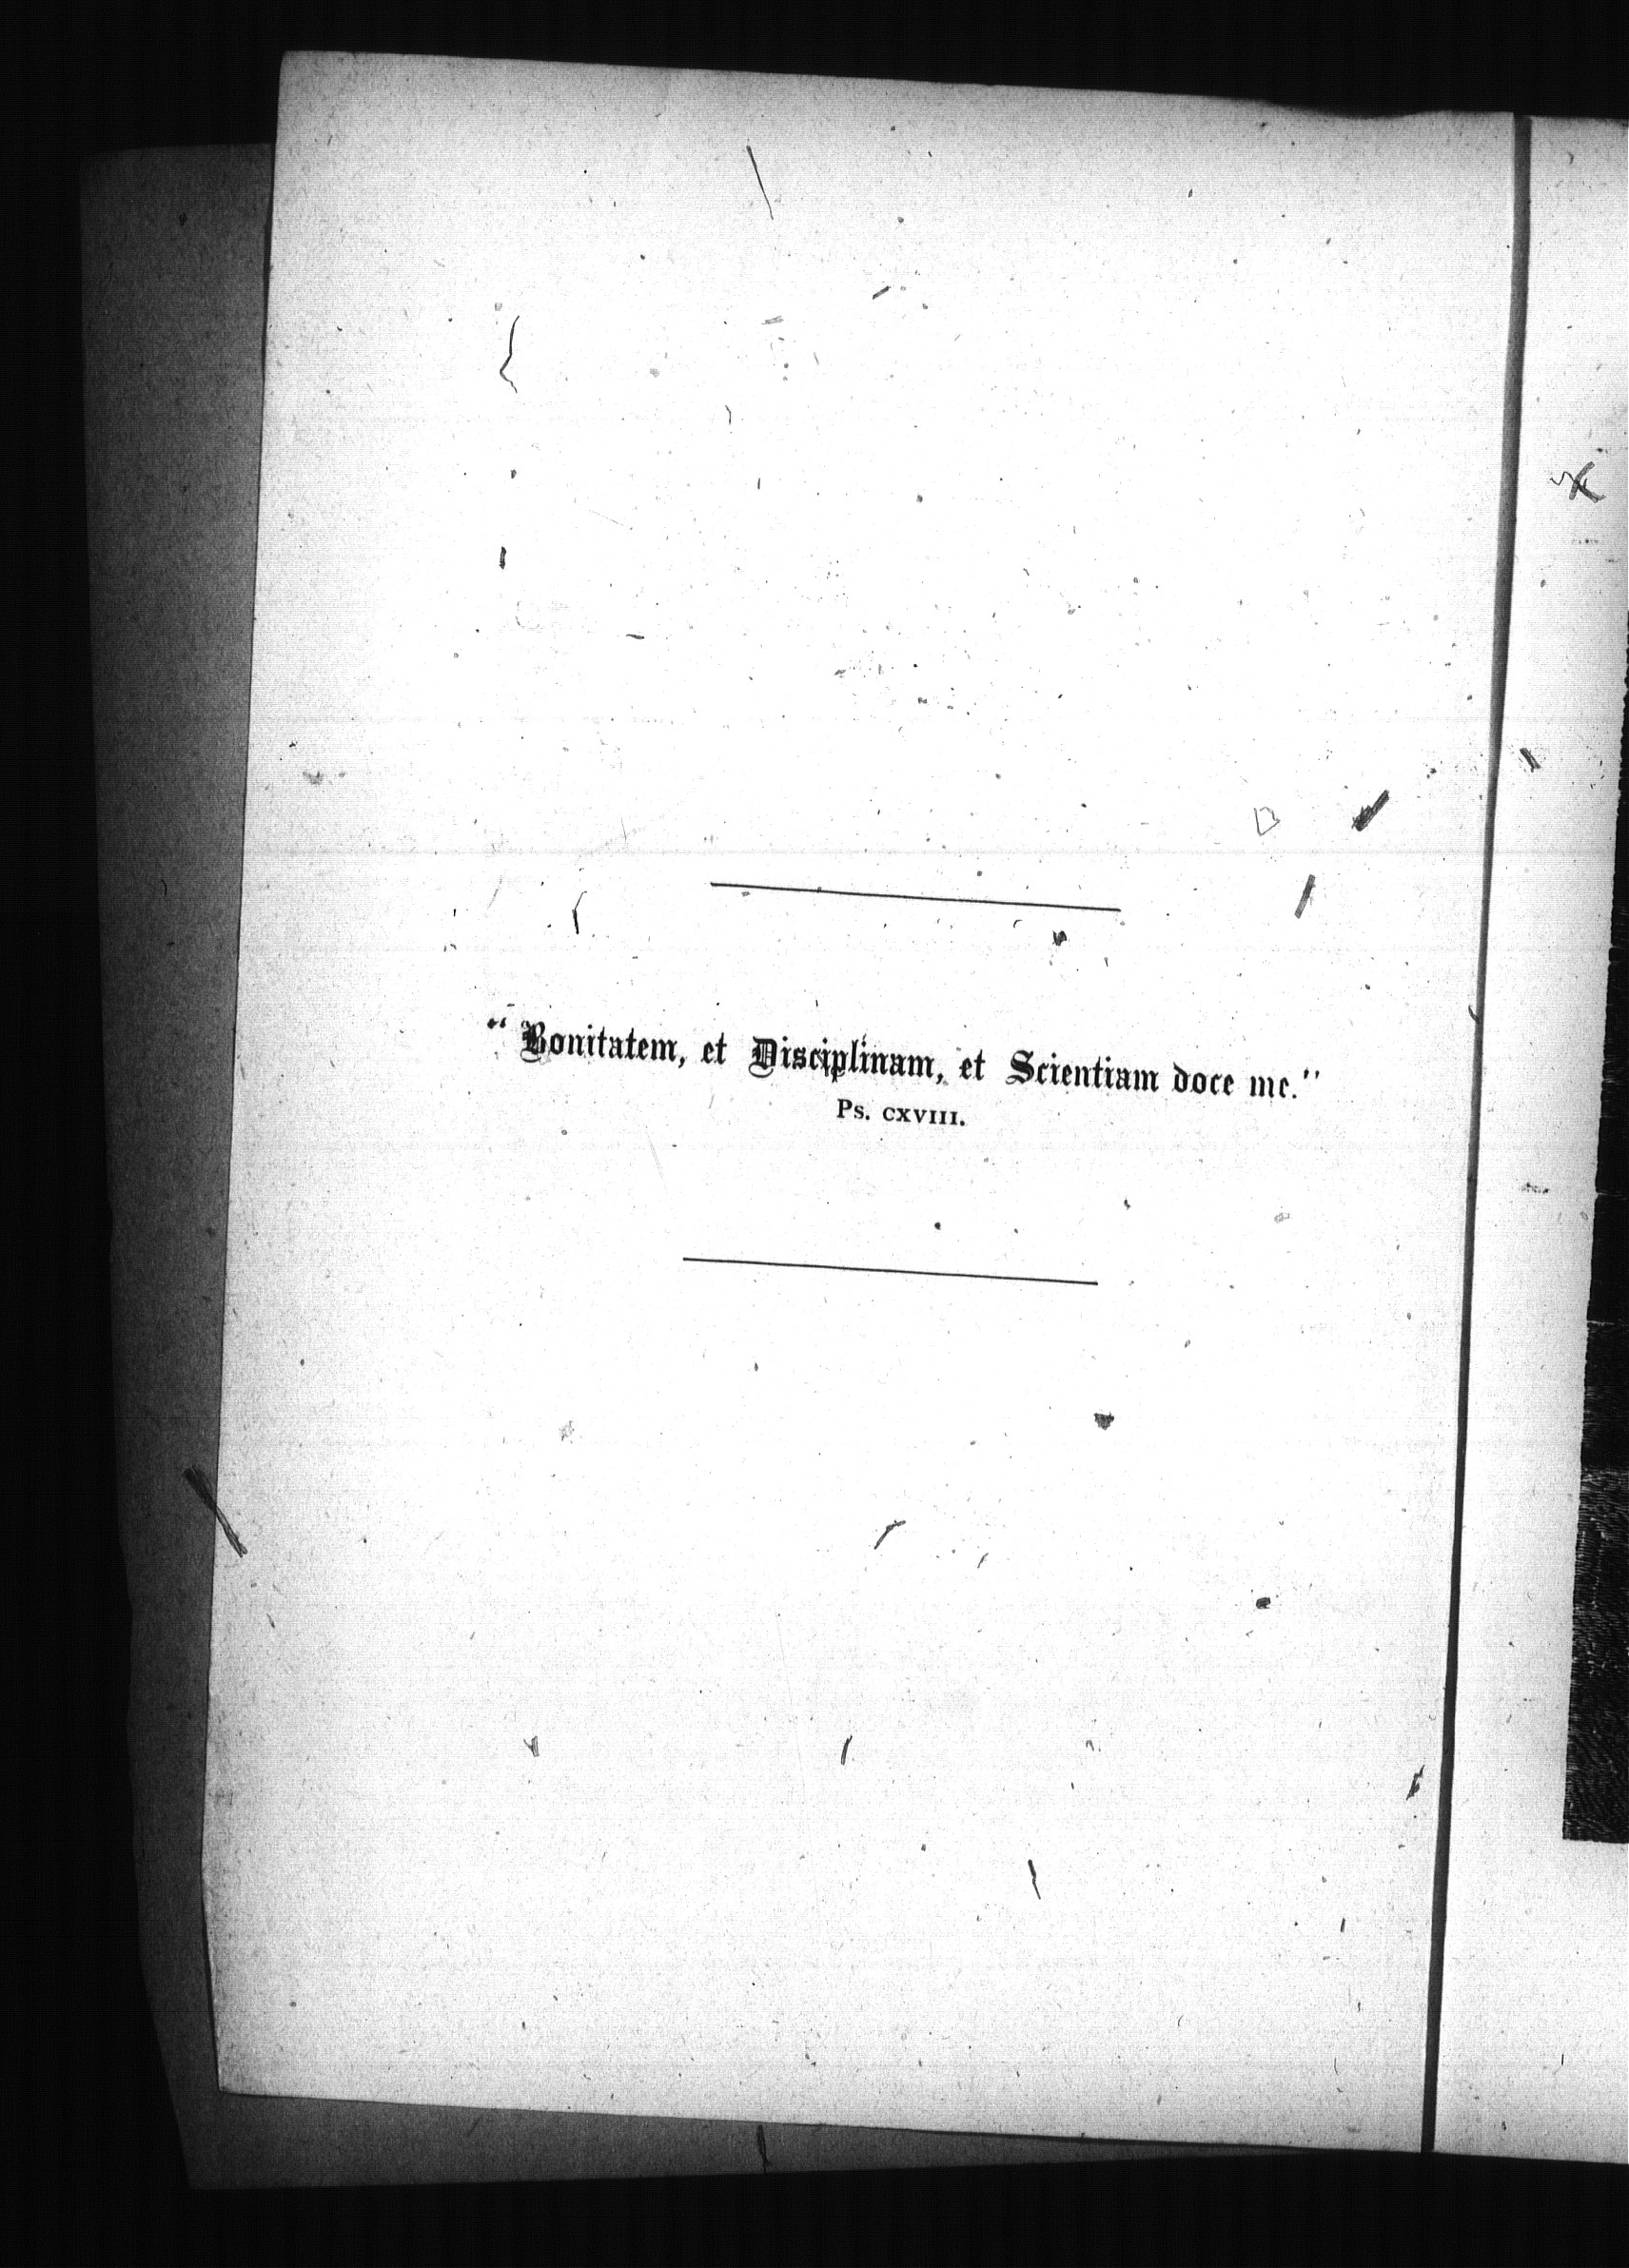 “Bonitatem, et Disciplinam, et Scientiam doce me.”
Ps. CXVIII.